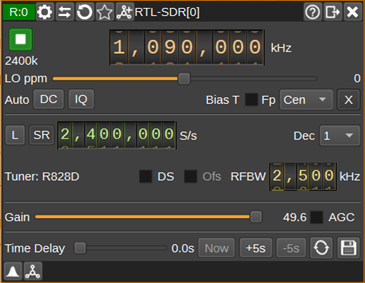 R:0 RTL-SDR[0]
1,090,000 kHz
2400k
LO ppm 0
Auto DC IQ Bias T Fp Cen X
L SR 2,400,000 S/s Dec 1
Tuner: R828D DS Ofs RFBW 2,500 kHz
Gain 49.6 AGC
Time Delay 0.0s Now +5s -5s